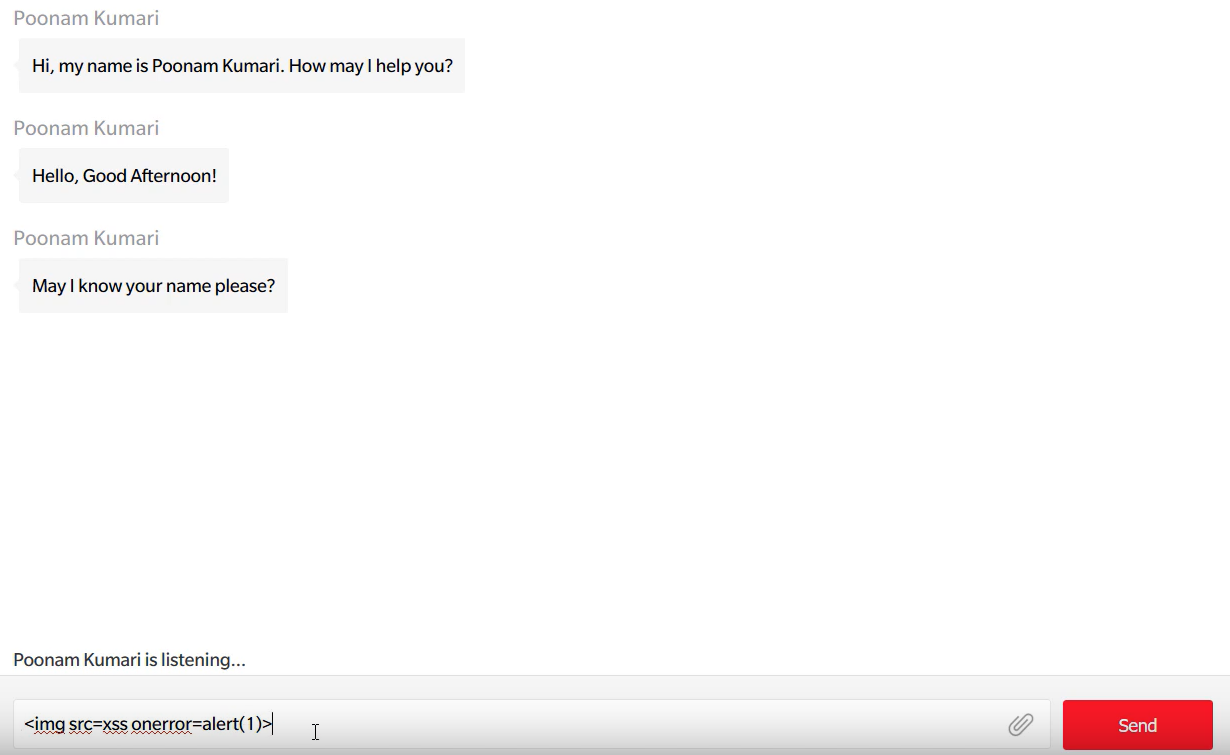 Poonam Kumari
Hi, my name is Poonam Kumari. How may I help you?
Poonam Kumari
Hello, Good Afternoon!
Poonam Kumari
May I know your name please?
Poonam Kumari is listening...
<img src=xss onerror=alert(1)>
Send